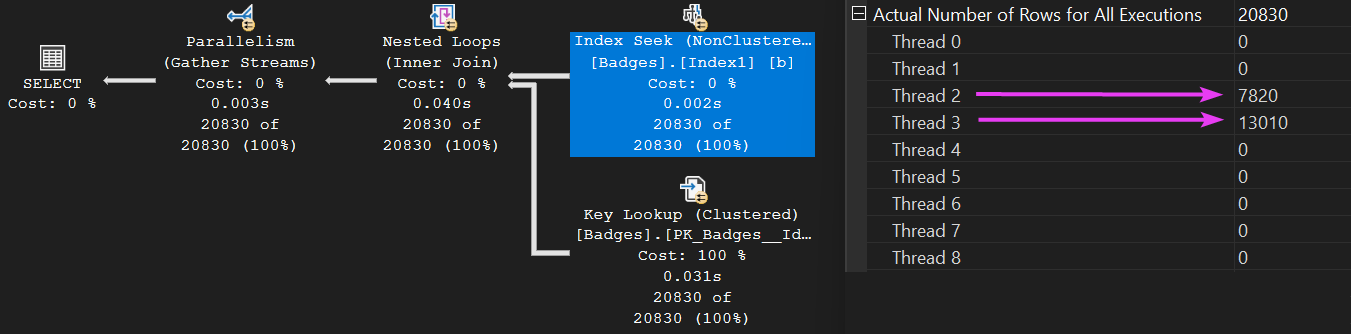 SELECT
Cost: 0 %
Parallelism
(Gather Streams)
Cost: 0 %
0.003s
20830 of
20830 (100%)
Nested Loops
(Inner Join)
Cost: 0 %
0.040s
20830 of
20830 (100%)
Index Seek (NonClustere…
[Badges].[Index1] [b]
Cost: 0 %
0.002s
20830 of
20830 (100%)
Key Lookup (Clustered)
[Badges].[PK_Badges__Id…
Cost: 100 %
0.031s
20830 of
20830 (100%)
Actual Number of Rows for All Executions 20830
Thread 0 0
Thread 1 0
Thread 2 7820
Thread 3 13010
Thread 4 0
Thread 5 0
Thread 6 0
Thread 7 0
Thread 8 0